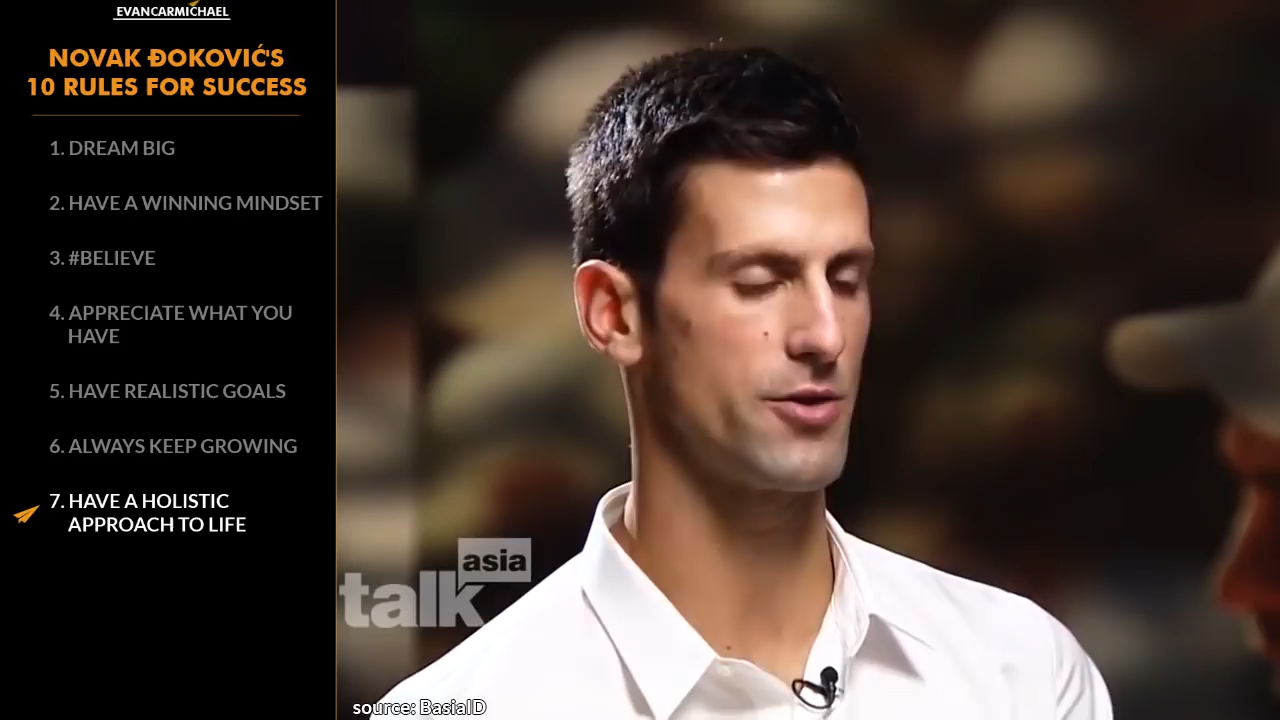 EVANCARMICHAEL
NOVAK ĐOKOVIĆ'S
10 RULES FOR SUCCESS
1. DREAM BIG
2. HAVE A WINNING MINDSET
3. #BELIEVE
4. APPRECIATE WHAT YOU
HAVE
5. HAVE REALISTIC GOALS
6. ALWAYS KEEP GROWING
7. HAVE A HOLISTIC
APPROACH TO LIFE
asia
talk
source: BasiaID